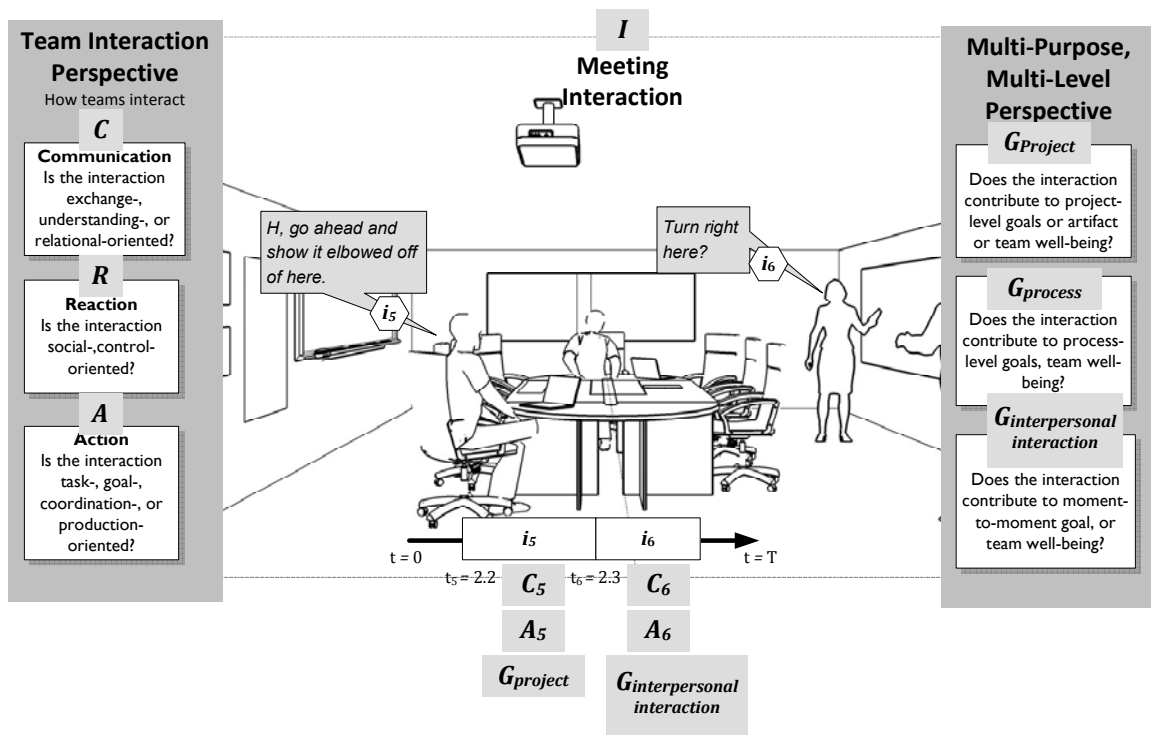 Team Interaction
Perspective
How teams interact
C
Communication
Is the interaction
exchange-,
understanding-, or
relational-oriented?
R
Reaction
Is the interaction
social-,control-
oriented?
A
Action
Is the interaction
task-, goal-,
coordination-, or
production-
oriented?
I
Meeting
Interaction
H, go ahead and
show it elbowed off
of here.
i5
Turn right
here?
i6
t = 0
i5
i6
t = T
t5 = 2.2
t6 = 2.3
C5
C6
A5
A6
Gproject
Ginterpersonal
interaction
Multi-Purpose,
Multi-Level
Perspective
GProject
Does the interaction
contribute to project-
level goals or artifact
or team well-being?
Gprocess
Does the interaction
contribute to process-
level goals, team well-
being?
Ginterpersonal
interaction
Does the interaction
contribute to moment-
to-moment goal, or
team well-being?